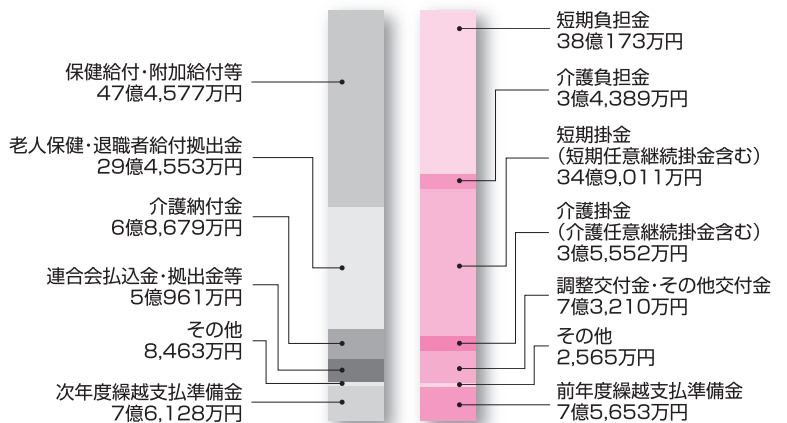 保健給付・附加給付等
47億4,577万円
老人保健・退職者給付拠出金
29億4,553万円
介護納付金
6億8,679万円
連合会払込金・拠出金等
5億961万円
その他
8,463万円
次年度繰越支払準備金
7億6,128万円
短期負担金
38億173万円
介護負担金
3億4,389万円
短期掛金
（短期任意継続掛金含む）
34億9,011万円
介護掛金
（介護任意継続掛金含む）
3億5,552万円
調整交付金・その他交付金
7億3,210万円
その他
2,565万円
前年度繰越支払準備金
7億5,653万円